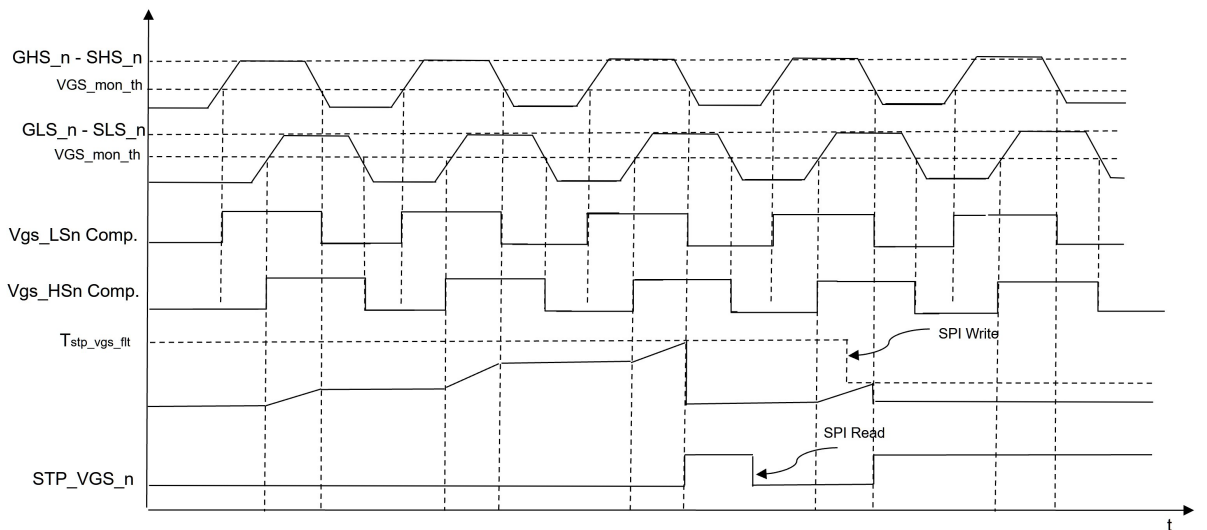 GHS_n - SHS_n
VGS_mon_th
GLS_n - SLS_n
VGS_mon_th
Vgs_LSn Comp.
Vgs_HSn Comp.
Tstp_vgs_flt
SPI Write
SPI Read
STP_VGS_n
t